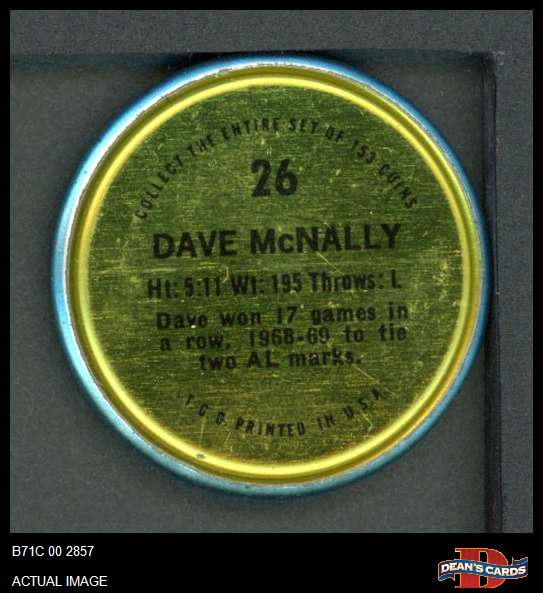 COLLECT THE ENTIRE SET OF 153 COINS
26
DAVE McNALLY
Ht: 5:11 Wt: 195 Throws: L
Dave won 17 games in
a row, 1968-69 to tie
two AL marks.
T.C.G. PRINTED IN U.S.A.
B71C 00 2857
ACTUAL IMAGE
D
DEAN'S CARDS